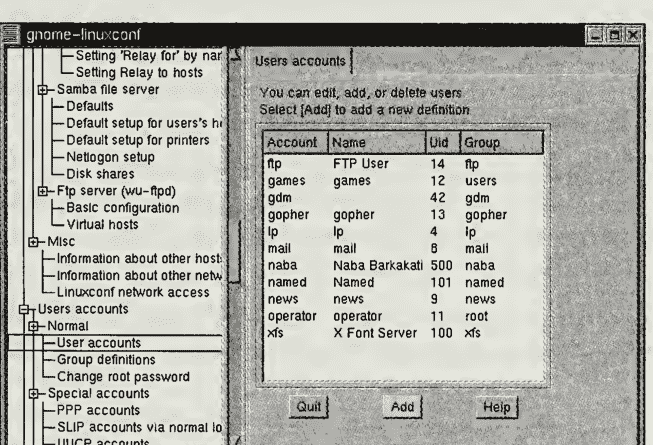 gnome-linuxconf
Setting 'Relay for' by nar
Setting Relay to hosts
Samba file server
Defaults
Default setup for users's h
Default setup for printers
Netlogon setup
Disk shares
Ftp server (wu-ftpd)
Basic configuration
Virtual hosts
Misc
Information about other host
Information about other netw
Linuxconf network access
Users accounts
Normal
User accounts
Group definitions
Change root password
Special accounts
PPP accounts
SLIP accounts via normal lo
UUCP accounts
Users accounts
You can edit, add, or delete users
Select [Add] to add a new definition
Account Name Uid Group
ftp FTP User 14 ftp
games games 12 users
gdm 42 gdm
gopher gopher 13 gopher
lp lp 4 lp
mail mail 8 mail
naba Naba Barkakati 500 naba
named Named 101 named
news news 9 news
operator operator 11 root
xfs X Font Server 100 xfs
Quit Add Help